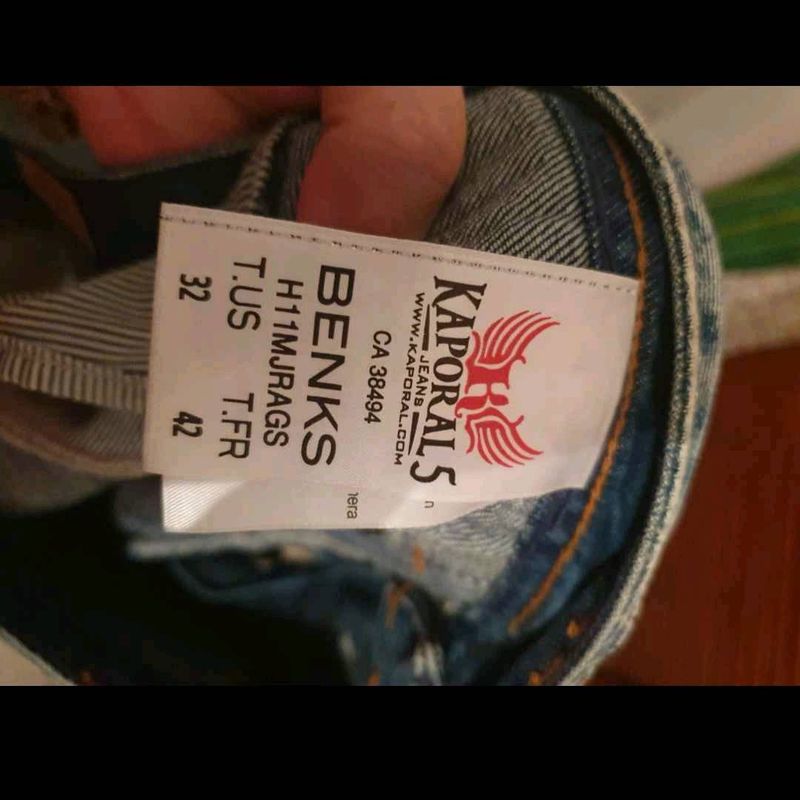 KAPORAL 5
JEANS
WWW.KAPORAL.COM
CA 38494
BENKS
H11MJRAGS
T.US T.FR
32 42